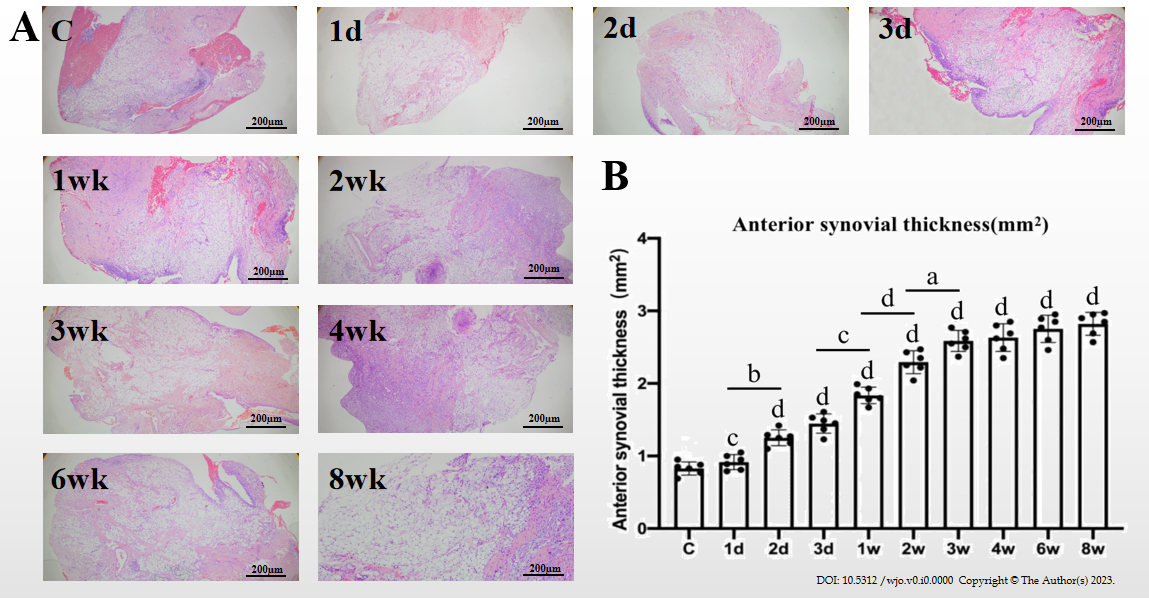 A
C
200μm
1d
200μm
2d
200μm
3d
200μm
1wk
200μm
2wk
200μm
3wk
200μm
4wk
200μm
6wk
200μm
8wk
200μm
B
Anterior synovial thickness(mm²)
Anterior synovial thickness (mm²)
4
3
2
1
0
c
b
d
d
c
d
d
d
a
d
d
d
d
C 1d 2d 3d 1w 2w 3w 4w 6w 8w
DOI: 10.5312 /wjo.v0.i0.0000 Copyright © The Author(s) 2023.